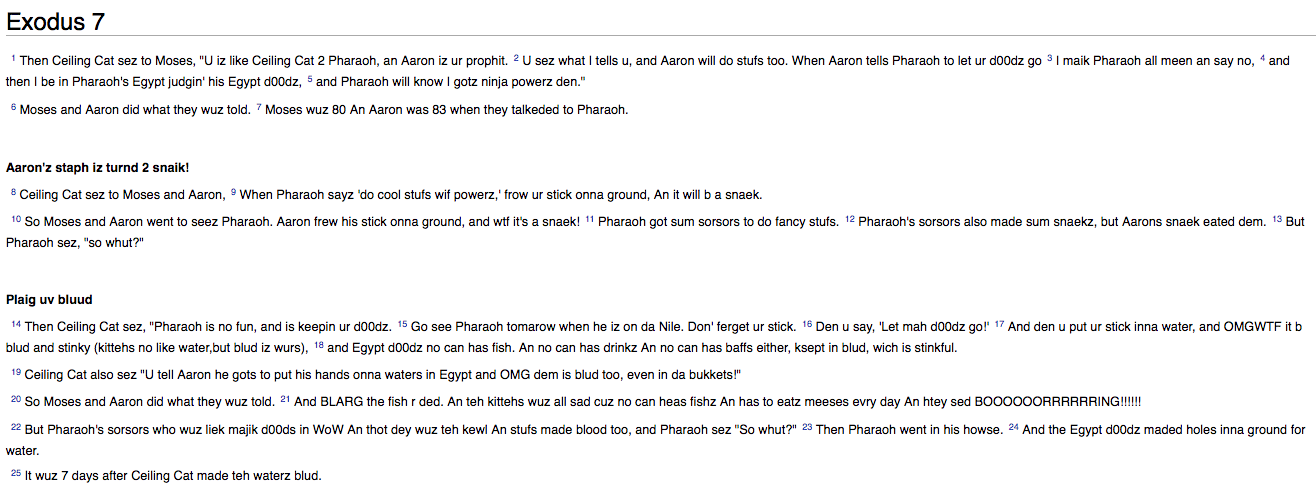 Exodus 7
1 Then Ceiling Cat sez to Moses, "U iz like Ceiling Cat 2 Pharaoh, an Aaron iz ur prophit. 2 U sez what I tells u, and Aaron will do stufs too. When Aaron tells Pharaoh to let ur d00dz go 3 I maik Pharaoh all meen an say no, 4 and
then I be in Pharaoh's Egypt judgin' his Egypt d00dz, 5 and Pharaoh will know I gotz ninja powerz den."
6 Moses and Aaron did what they wuz told. 7 Moses wuz 80 An Aaron was 83 when they talkeded to Pharaoh.
Aaron'z staph iz turnd 2 snaik!
8 Ceiling Cat sez to Moses and Aaron, 9 When Pharaoh sayz 'do cool stufs wif powerz,' frow ur stick onna ground, An it will b a snaek.
10 So Moses and Aaron went to seez Pharaoh. Aaron frew his stick onna ground, and wtf it's a snaek! 11 Pharaoh got sum sorsors to do fancy stufs. 12 Pharaoh's sorsors also made sum snaekz, but Aarons snaek eated dem. 13 But
Pharaoh sez, "so whut?"
Plaig uv bluud
14 Then Ceiling Cat sez, "Pharaoh is no fun, and is keepin ur d00dz. 15 Go see Pharaoh tomarow when he iz on da Nile. Don' ferget ur stick. 16 Den u say, 'Let mah d00dz go!' 17 And den u put ur stick inna water, and OMGWTF it b
blud and stinky (kittehs no like water,but blud iz wurs), 18 and Egypt d00dz no can has fish. An no can has drinkz An no can has baffs either, ksept in blud, wich is stinkful.
19 Ceiling Cat also sez "U tell Aaron he gots to put his hands onna waters in Egypt and OMG dem is blud too, even in da bukkets!"
20 So Moses and Aaron did what they wuz told. 21 And BLARG the fish r ded. An teh kittehs wuz all sad cuz no can heas fishz An has to eatz meeses evry day An htey sed BOOOOOORRRRRRING!!!!!!
22 But Pharaoh's sorsors who wuz liek majik d00ds in WoW An thot dey wuz teh kewl An stufs made blood too, and Pharaoh sez "So whut?" 23 Then Pharaoh went in his howse. 24 And the Egypt d00dz maded holes inna ground for
water.
25 It wuz 7 days after Ceiling Cat made teh waterz blud.